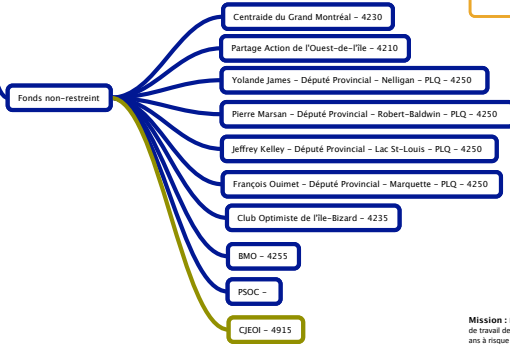 Centraide du Grand Montréal - 4230
Partage Action de l'Ouest-de-l'île - 4210
Yolande James - Député Provincial - Nelligan - PLQ - 4250
Fonds non-restreint
Pierre Marsan - Député Provincial - Robert-Baldwin - PLQ - 4250
Jeffrey Kelley - Député Provincial - Lac St-Louis - PLQ - 4250
François Ouimet - Député Provincial - Marquette - PLQ - 4250
Club Optimiste de l'île-Bizard - 4235
BMO - 4255
PSOC -
CJEOI - 4915
Mission :
de travail de
ans à risque